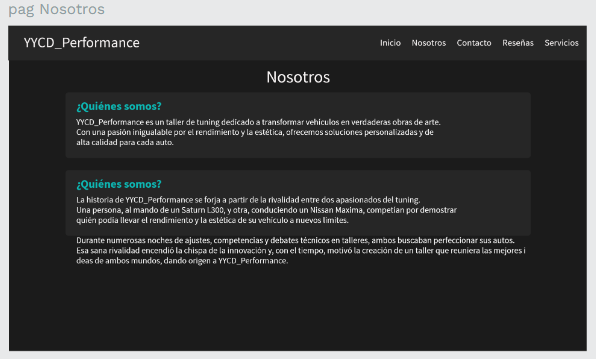 pag Nosotros
YYCD_Performance
Inicio Nosotros Contacto Reseñas Servicios
Nosotros
¿Quiénes somos?
YYCD_Performance es un taller de tuning dedicado a transformar vehículos en verdaderas obras de arte.
Con una pasión inigualable por el rendimiento y la estética, ofrecemos soluciones personalizadas y de
alta calidad para cada auto.
¿Quiénes somos?
La historia de YYCD_Performance se forja a partir de la rivalidad entre dos apasionados del tuning.
Una persona, al mando de un Saturn L300, y otra, conduciendo un Nissan Maxima, competían por demostrar
quién podía llevar el rendimiento y la estética de su vehículo a nuevos límites.
Durante numerosas noches de ajustes, competencias y debates técnicos en talleres, ambos buscaban perfeccionar sus autos.
Esa sana rivalidad encendió la chispa de la innovación y, con el tiempo, motivó la creación de un taller que reuniera las mejores i
deas de ambos mundos, dando origen a YYCD_Performance.